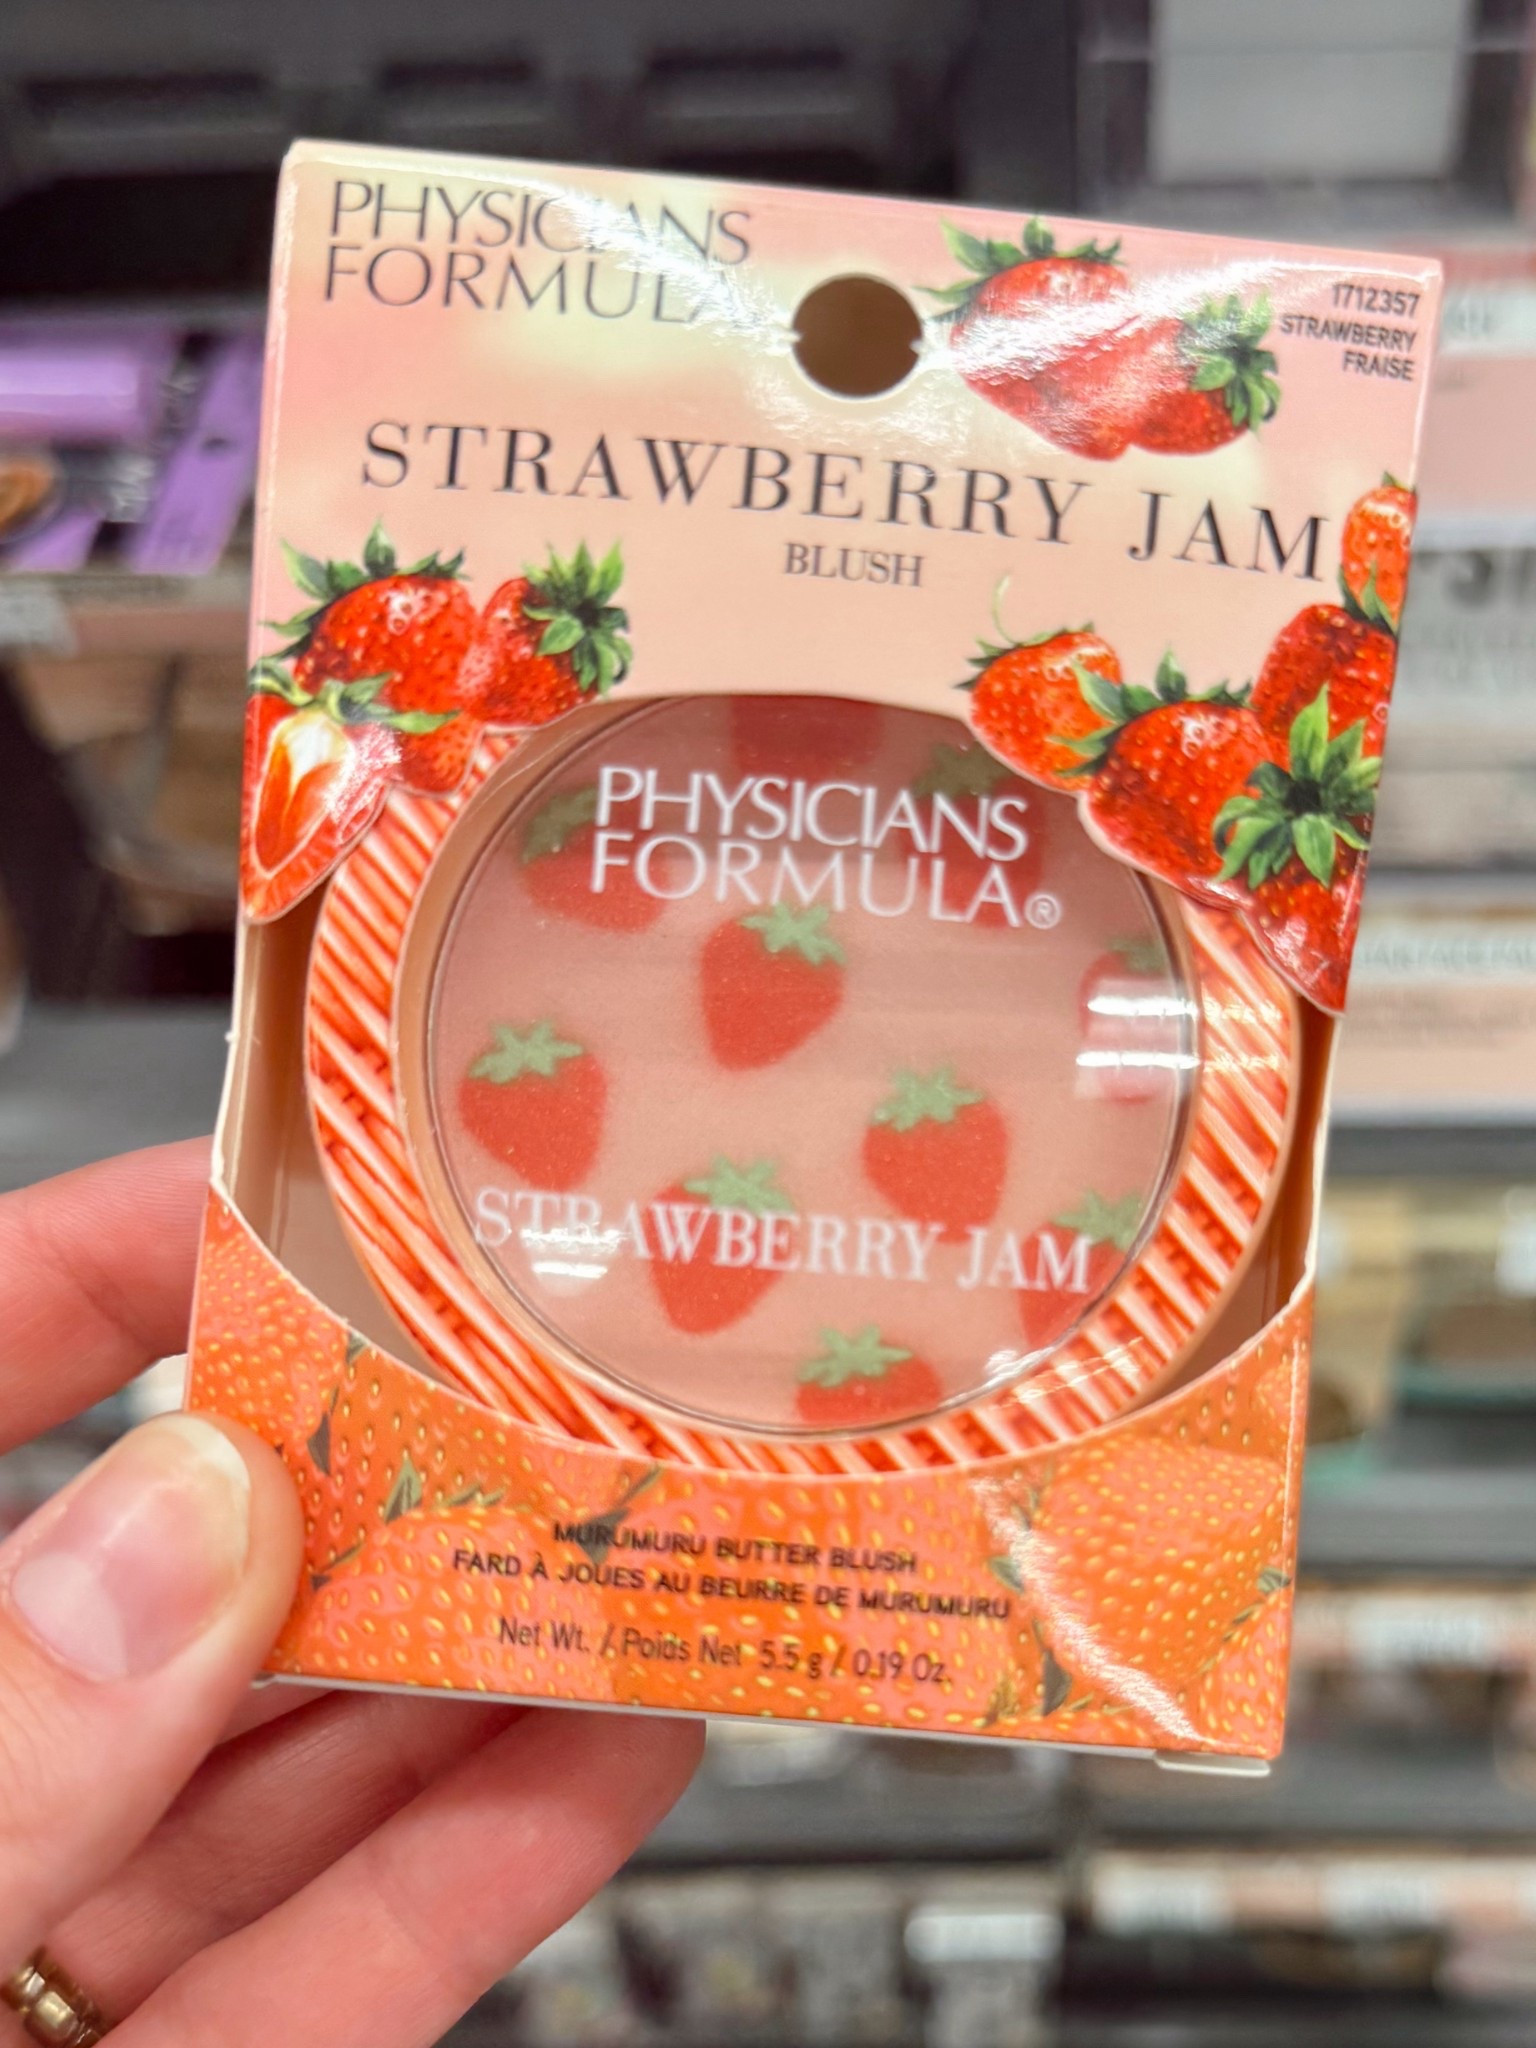 PHYSICIANS
FORMULA
1712357
STRAWBERRY
FRAISE
STRAWBERRY JAM
BLUSH
PHYSICIANS
FORMULA®
STRAWBERRY JAM
MURUMURU BUTTER BLUSH
FARD À JOUES AU BEURRE DE MURUMURU
Net Wt. / Poids Net 5.5 g / 0.19 Oz.